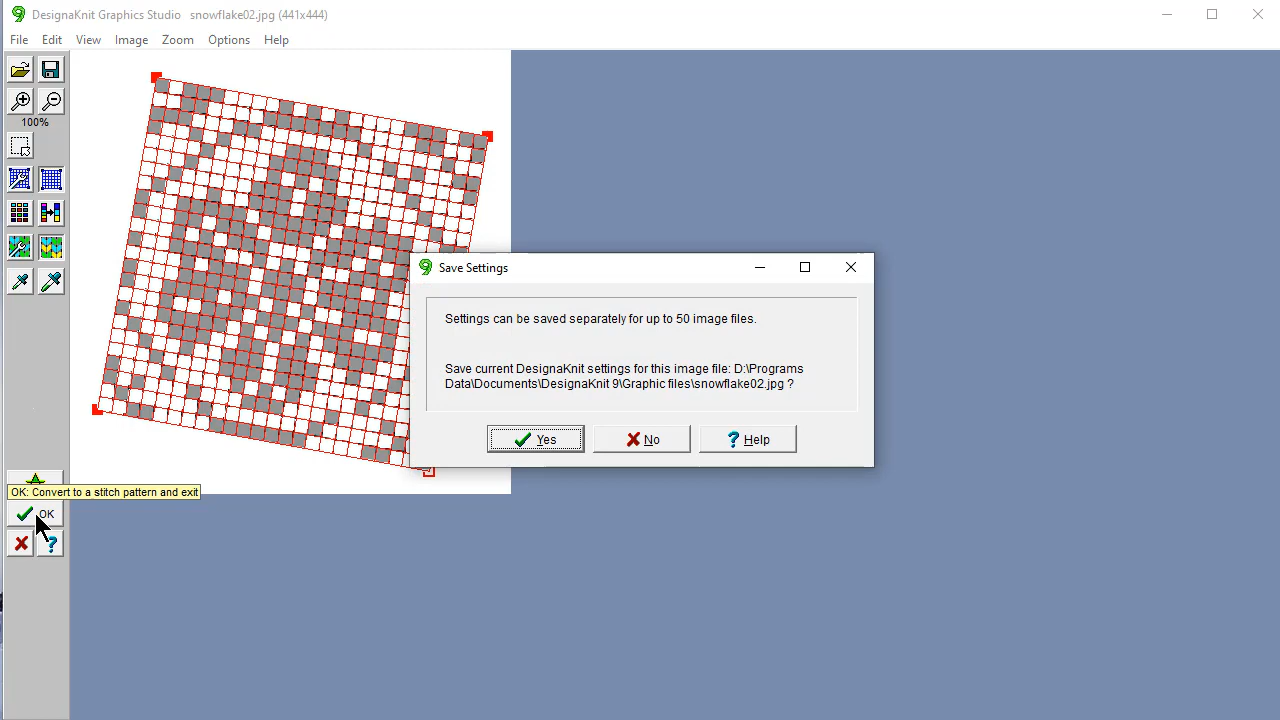 DesignaKnit Graphics Studio snowflake02.jpg (441x444)
File Edit View Image Zoom Options Help
100%
Save Settings
Settings can be saved separately for up to 50 image files.
Save current DesignaKnit settings for this image file: D:\Programs
Data\Documents\DesignaKnit 9\Graphic files\snowflake02.jpg ?
Yes No ? Help
OK: Convert to a stitch pattern and exit
OK
?